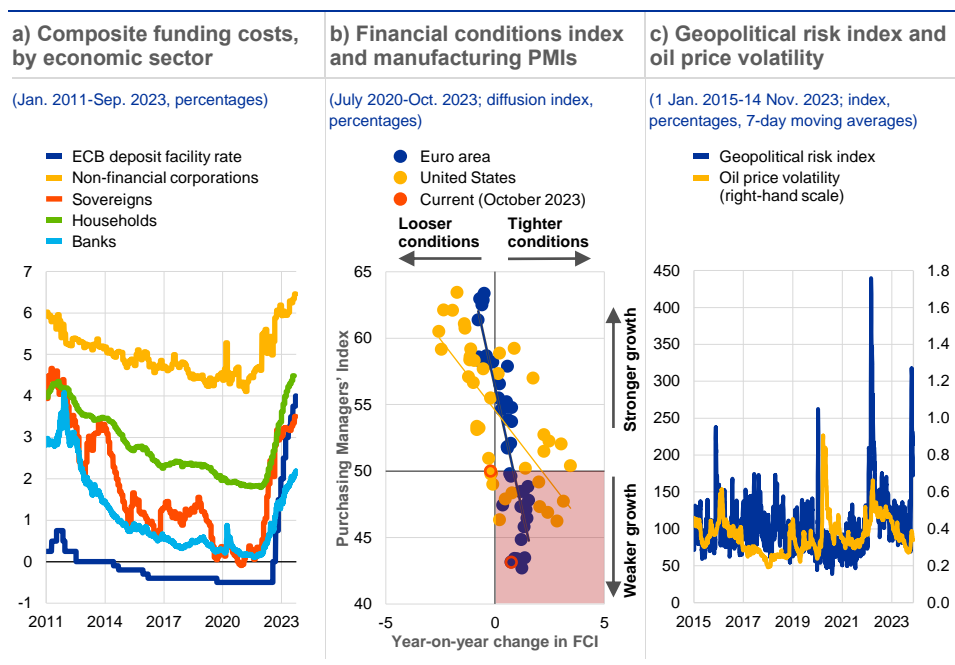 a) Composite funding costs,
by economic sector
(Jan. 2011-Sep. 2023, percentages)
ECB deposit facility rate
Non-financial corporations
Sovereigns
Households
Banks
7
6
5
4
3
2
1
0
-1
2011
2014
2017
2020
2023
b) Financial conditions index
and manufacturing PMIs
(July 2020-Oct. 2023; diffusion index,
percentages)
Euro area
United States
Current (October 2023)
Looser
conditions
Tighter
conditions
Purchasing Managers' Index
65
60
55
50
45
40
-5
0
5
Year-on-year change in FCI
Stronger growth
Weaker growth
c) Geopolitical risk index and
oil price volatility
(1 Jan. 2015-14 Nov. 2023; index,
percentages, 7-day moving averages)
Geopolitical risk index
Oil price volatility
(right-hand scale)
450
400
350
300
250
200
150
100
50
0
1.8
1.6
1.4
1.2
1.0
0.8
0.6
0.4
0.2
0.0
2015
2017
2019
2021
2023